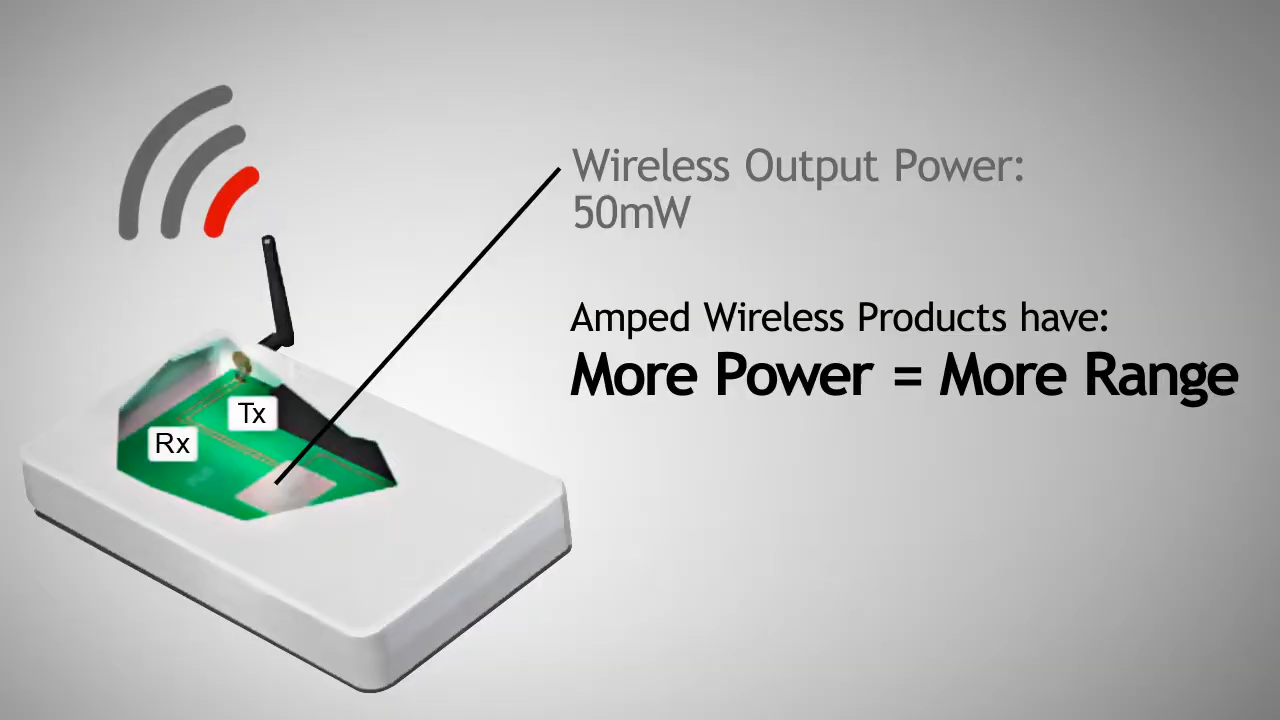 Wireless Output Power:
50mW
Amped Wireless Products have:
More Power = More Range
Tx
Rx